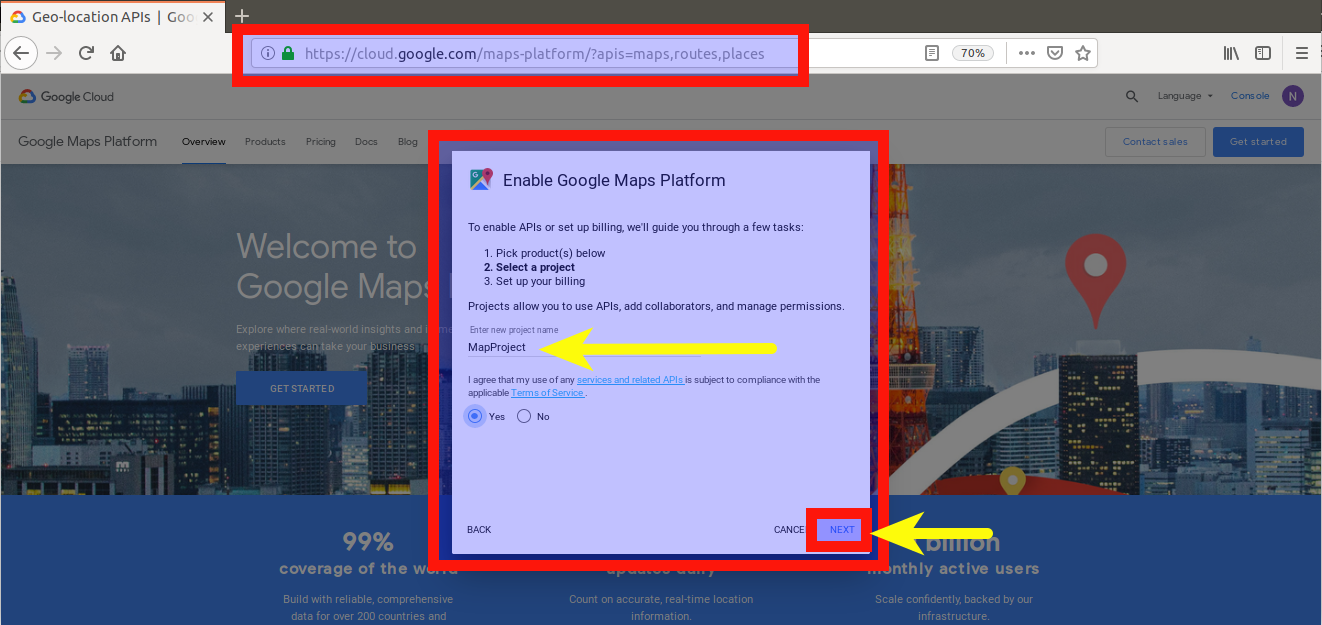 Geo-location APIs | Goo
https://cloud.google.com/maps-platform/?apis=maps,routes,places
70%
Google Cloud
Language
Console
N
Google Maps Platform
Overview
Products
Pricing
Docs
Blog
Contact sales
Get started
Welcome to
Google Maps
Explore where real-world insights and
experiences can take your business
GET STARTED
Enable Google Maps Platform
To enable APIs or set up billing, we'll guide you through a few tasks:
1. Pick product(s) below
2. Select a project
3. Set up your billing
Projects allow you to use APIs, add collaborators, and manage permissions.
Enter new project name
MapProject
I agree that my use of any services and related APIs is subject to compliance with the
applicable Terms of Service .
Yes
No
BACK
CANCE
NEXT
99%
coverage of the world
Build with reliable, comprehensive
data for over 200 countries and
updates daily
Count on accurate, real-time location
information.
billion
monthly active users
Scale confidently, backed by our
infrastructure.